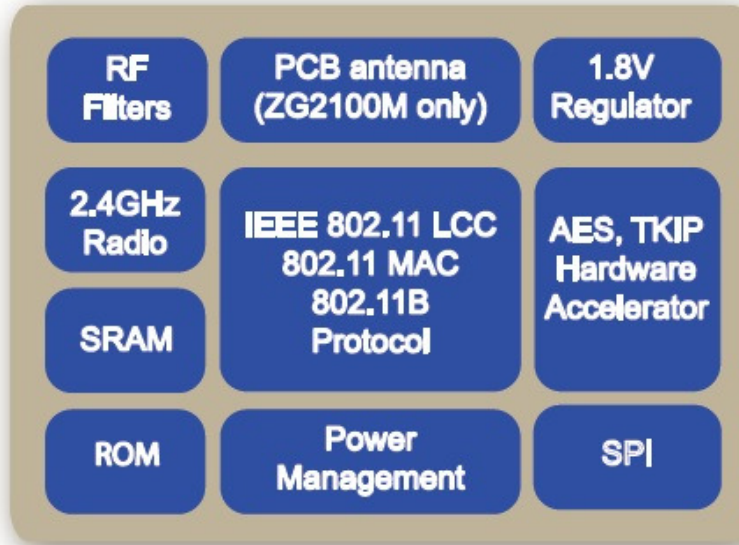 RF
Filters
PCB antenna
(ZG2100M only)
1.8V
Regulator
2.4GHz
Radio
IEEE 802.11 LCC
802.11 MAC
802.11B
Protocol
AES, TKIP
Hardware
Accelerator
SRAM
ROM
Power
Management
SPI